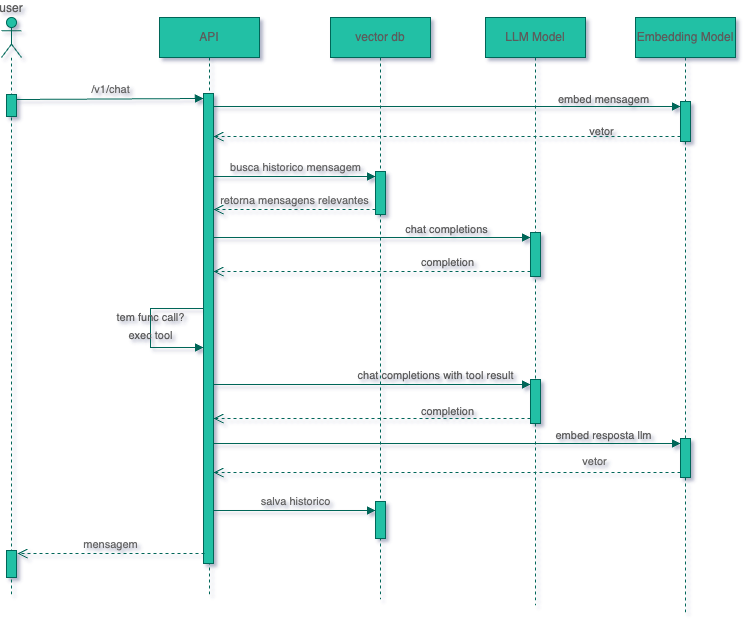 user
API
vector db
LLM Model
Embedding Model
/v1/chat
embed mensagem
vetor
busca historico mensagem
retorna mensagens relevantes
chat completions
completion
tem func call?
exec tool
chat completions with tool result
completion
embed resposta llm
vetor
salva historico
mensagem